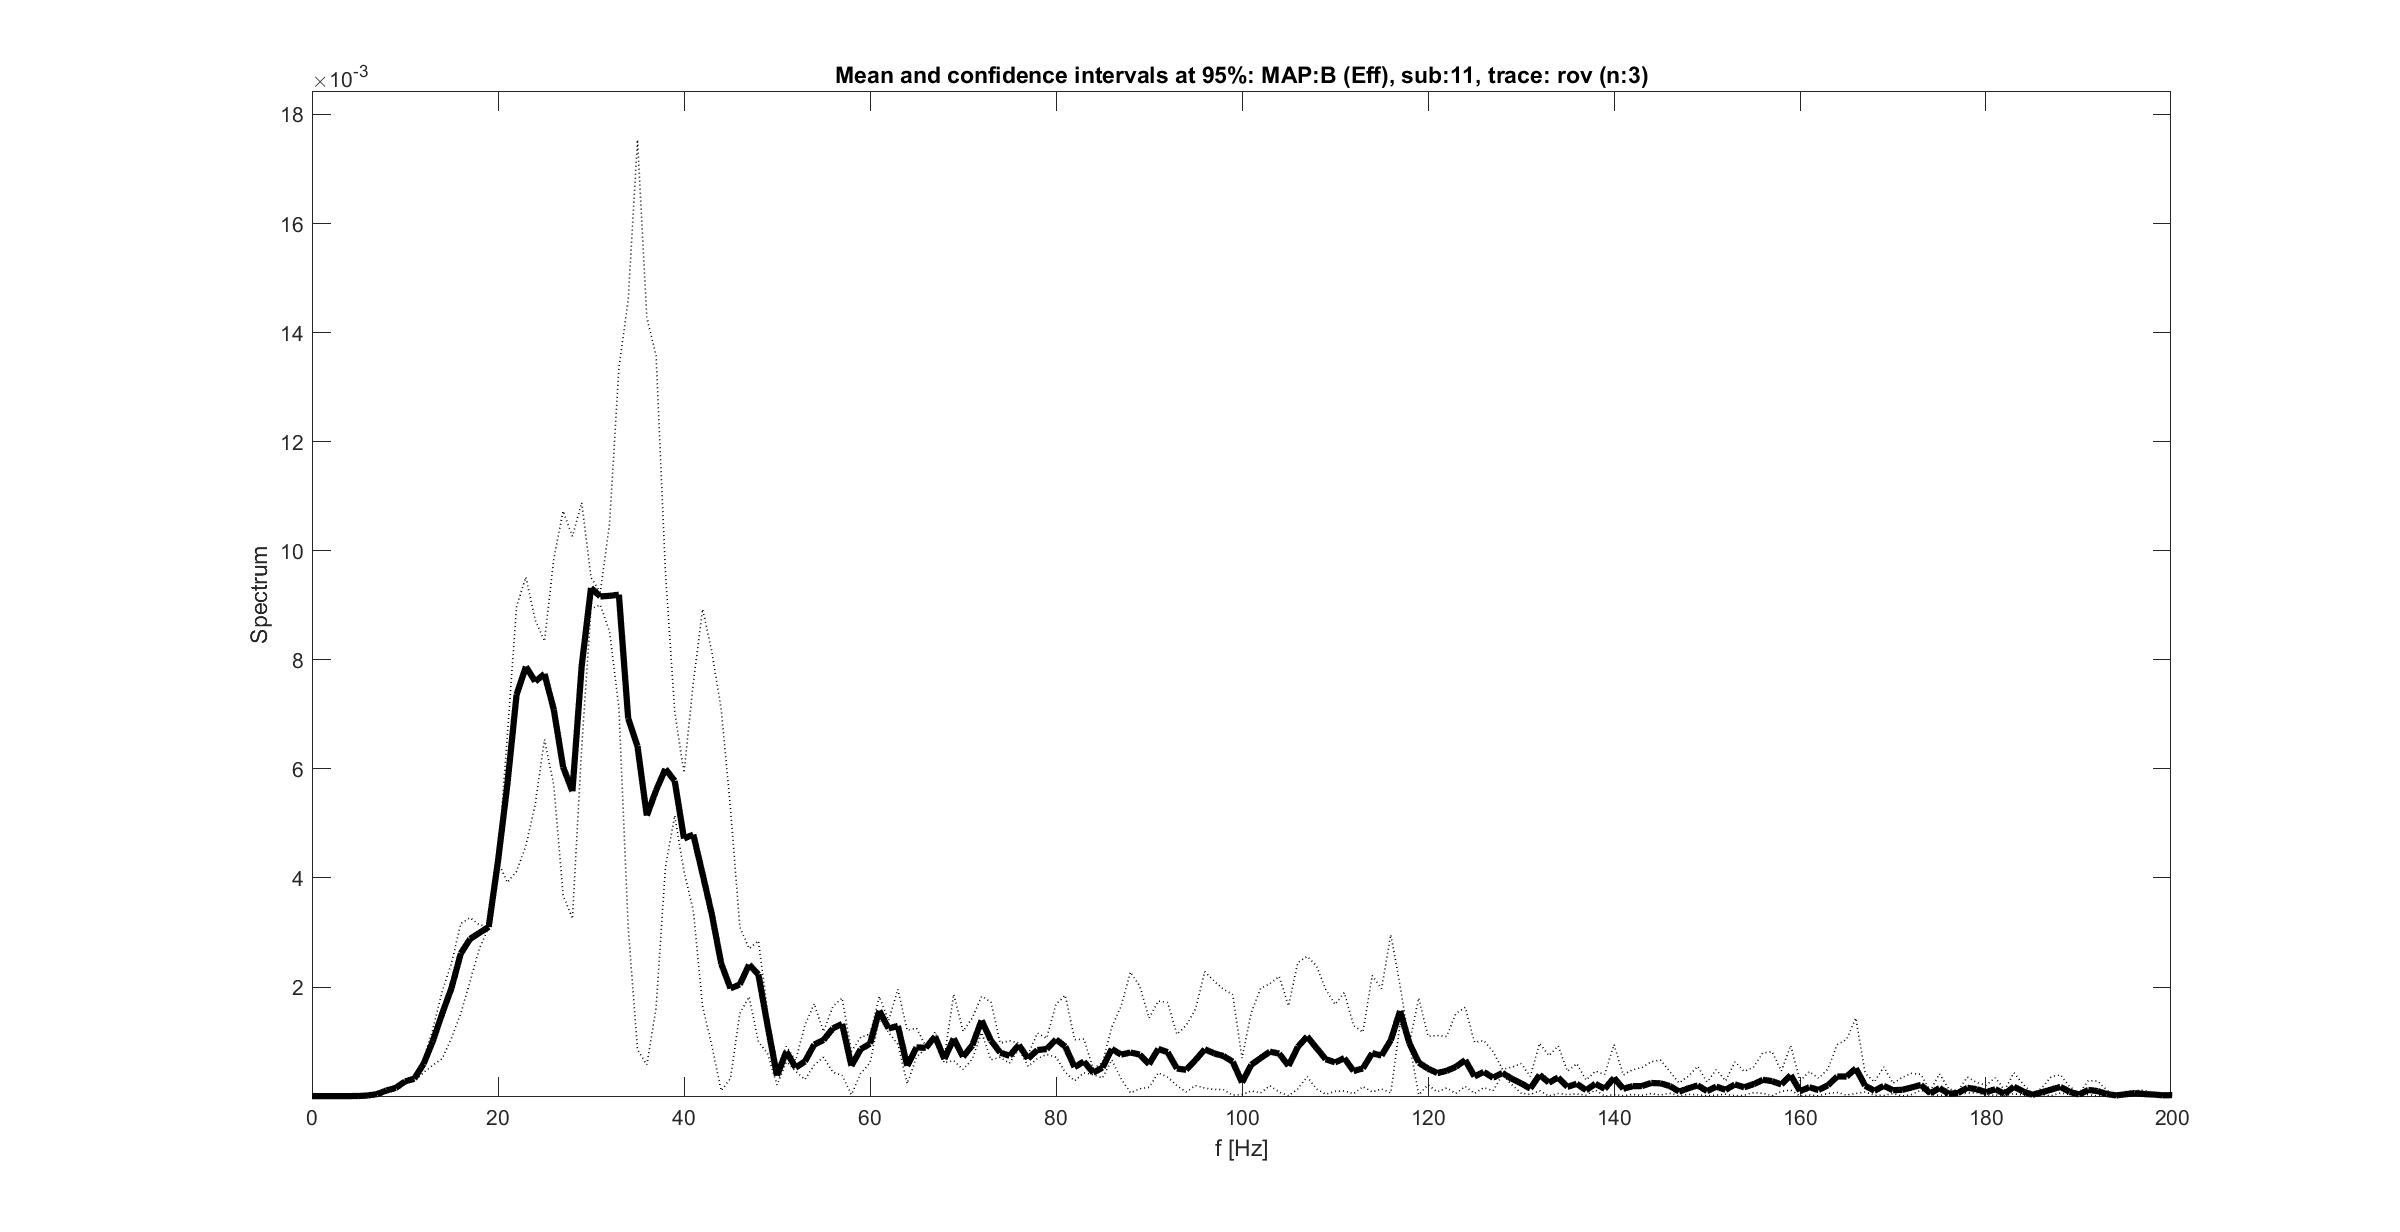 ×10-3
Mean and confidence intervals at 95%: MAP:B (Eff), sub:11, trace: rov (n:3)
18
16
14
12
10
8
6
4
2
Spectrum
0 20 40 60 80 100 120 140 160 180 200
f [Hz]